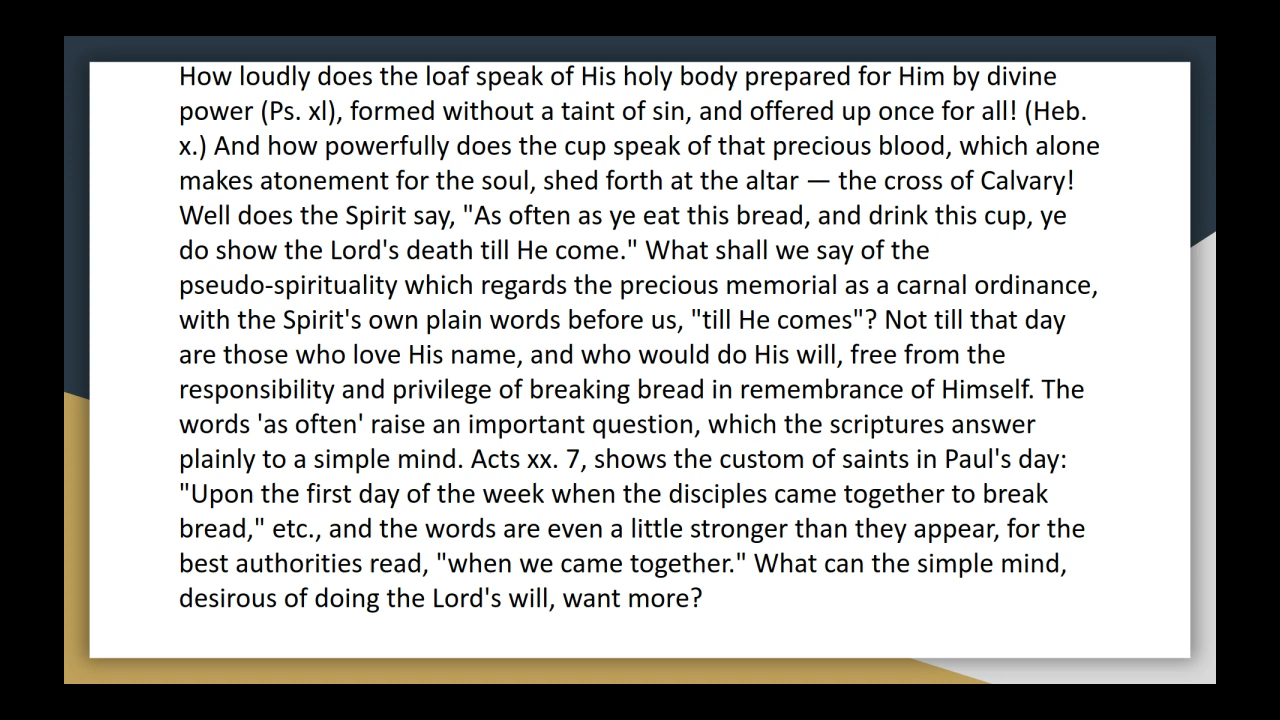 How loudly does the loaf speak of His holy body prepared for Him by divine
power (Ps. xl), formed without a taint of sin, and offered up once for all! (Heb.
x.) And how powerfully does the cup speak of that precious blood, which alone
makes atonement for the soul, shed forth at the altar — the cross of Calvary!
Well does the Spirit say, "As often as ye eat this bread, and drink this cup, ye
do show the Lord's death till He come." What shall we say of the
pseudo-spirituality which regards the precious memorial as a carnal ordinance,
with the Spirit's own plain words before us, "till He comes"? Not till that day
are those who love His name, and who would do His will, free from the
responsibility and privilege of breaking bread in remembrance of Himself. The
words 'as often' raise an important question, which the scriptures answer
plainly to a simple mind. Acts xx. 7, shows the custom of saints in Paul's day:
"Upon the first day of the week when the disciples came together to break
bread," etc., and the words are even a little stronger than they appear, for the
best authorities read, "when we came together." What can the simple mind,
desirous of doing the Lord's will, want more?